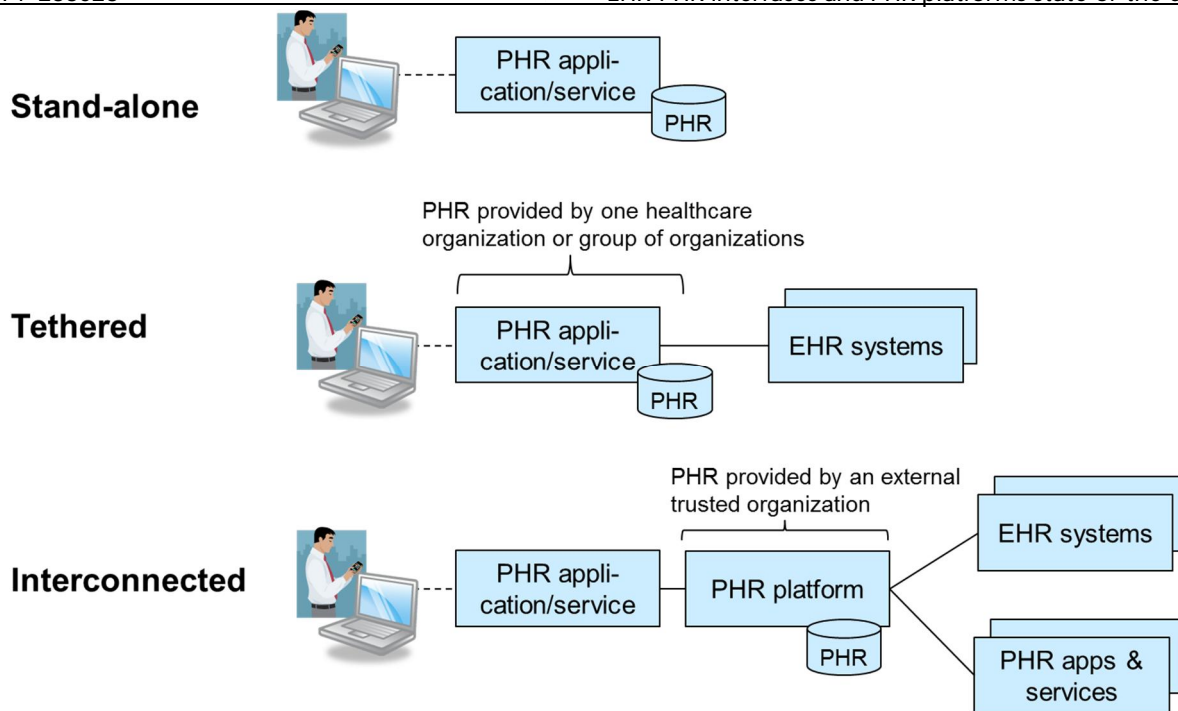 Stand-alone
PHR appli-
cation/service
PHR
PHR provided by one healthcare
organization or group of organizations
Tethered
PHR appli-
cation/service
PHR
EHR systems
PHR provided by an external
trusted organization
Interconnected
PHR appli-
cation/service
PHR platform
PHR
EHR systems
PHR apps &
services